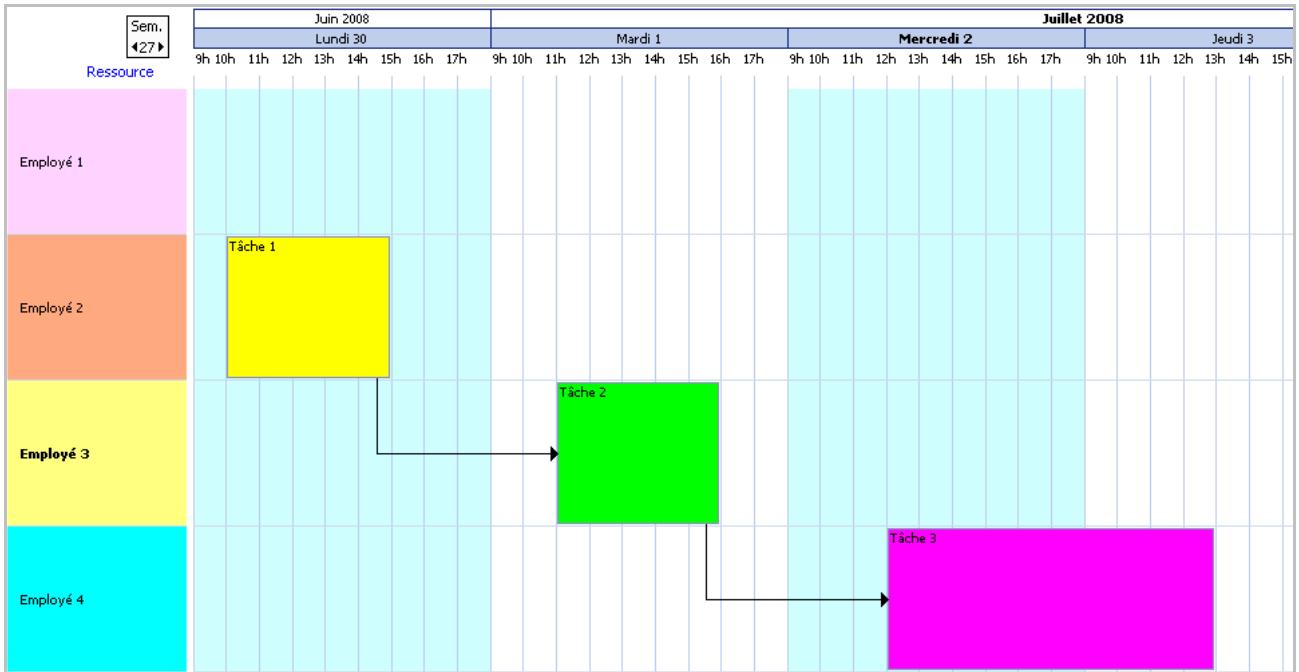 Sem.
27
Ressource
Juin 2008
Juillet 2008
Lundi 30
Mardi 1
Mercredi 2
Jeudi 3
9h 10h 11h 12h 13h 14h 15h 16h 17h 9h 10h 11h 12h 13h 14h 15h 16h 17h 9h 10h 11h 12h 13h 14h 15h 16h 17h 9h 10h 11h 12h 13h 14h 15h
Employé 1
Employé 2
Tâche 1
Employé 3
Tâche 2
Employé 4
Tâche 3